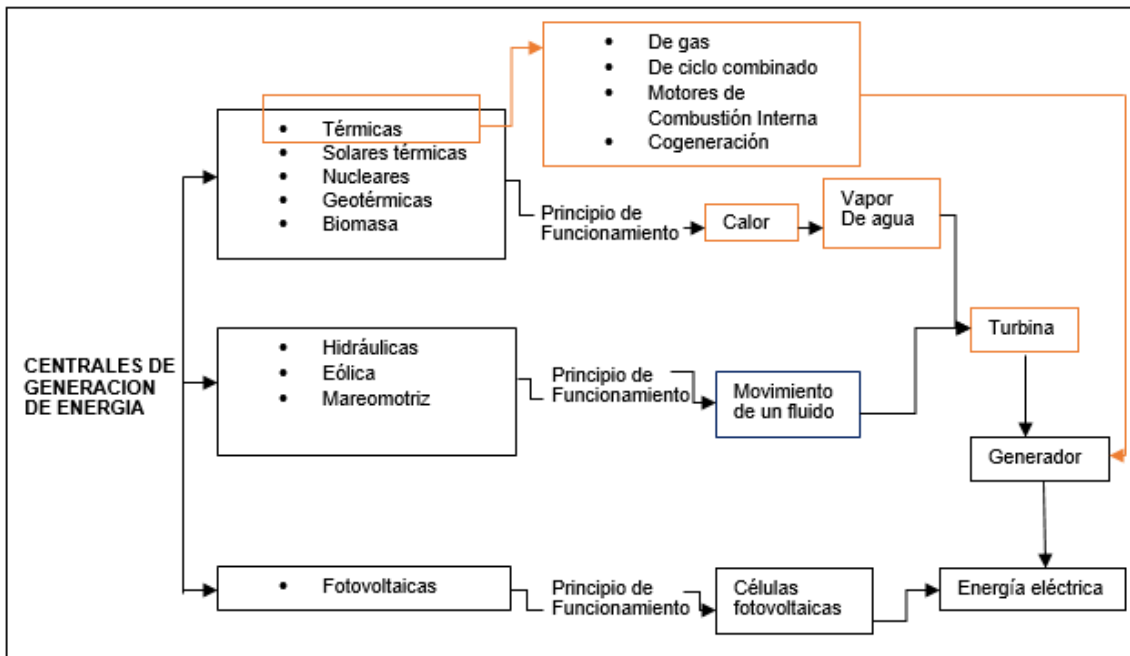 • De gas
• De ciclo combinado
• Motores de
Combustión Interna
• Cogeneración
• Térmicas
• Solares térmicas
• Nucleares
• Geotérmicas
• Biomasa
Principio de
Funcionamiento
Calor
Vapor
De agua
Turbina
CENTRALES DE
GENERACION
DE ENERGIA
• Hidráulicas
• Eólica
• Mareomotriz
Principio de
Funcionamiento
Movimiento
de un fluido
Generador
• Fotovoltaicas
Principio de
Funcionamiento
Células
fotovoltaicas
Energía eléctrica